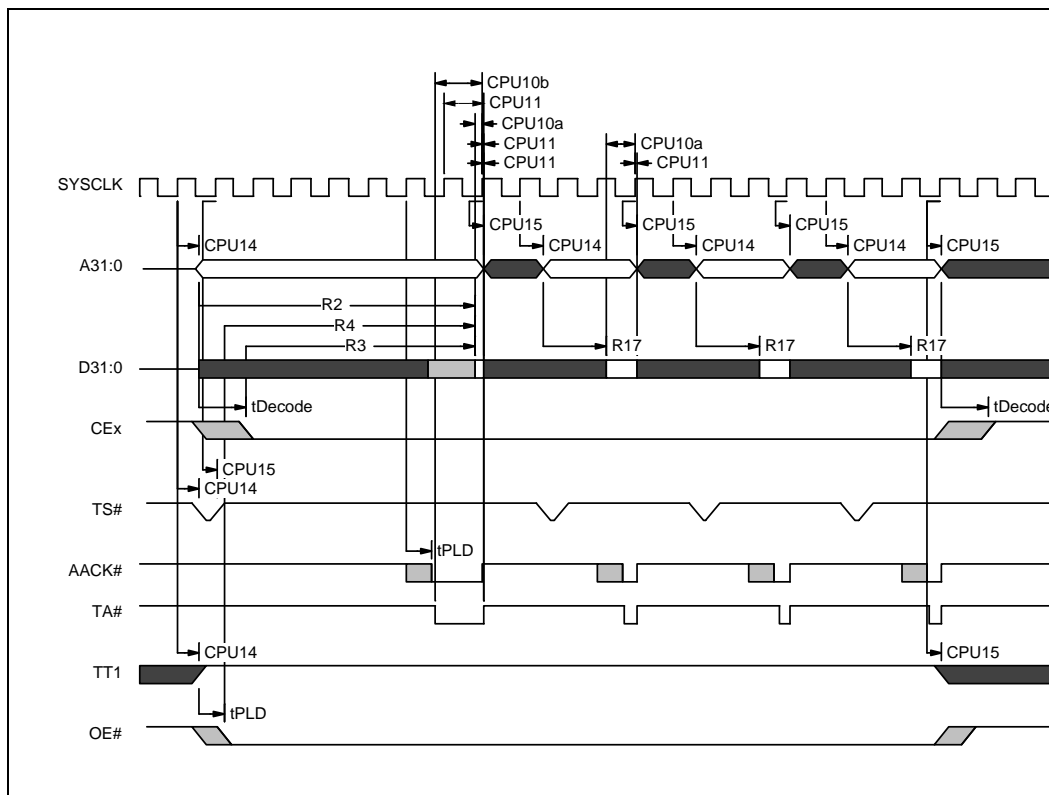 CPU10b
CPU11
CPU10a
CPU11 CPU10a
CPU11 CPU11
SYSCLK
CPU15 CPU15 CPU15
CPU14 CPU14 CPU14 CPU14 CPU15
A31:0
R2
R4
R3 R17 R17 R17
D31:0
tDecode tDecode
CEx
CPU15
CPU14
TS#
tPLD
AACK#
TA#
CPU14 CPU15
TT1
tPLD
OE#